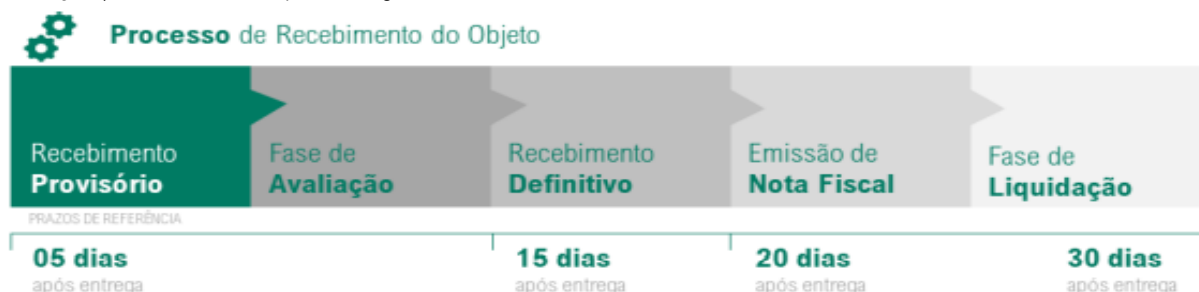 Processo de Recebimento do Objeto
Recebimento
Provisório
Fase de
Avaliação
Recebimento
Definitivo
Emissão de
Nota Fiscal
Fase de
Liquidação
PRAZOS DE REFERÊNCIA
05 dias
após entrega
15 dias
após entrega
20 dias
após entrega
30 dias
após entrega